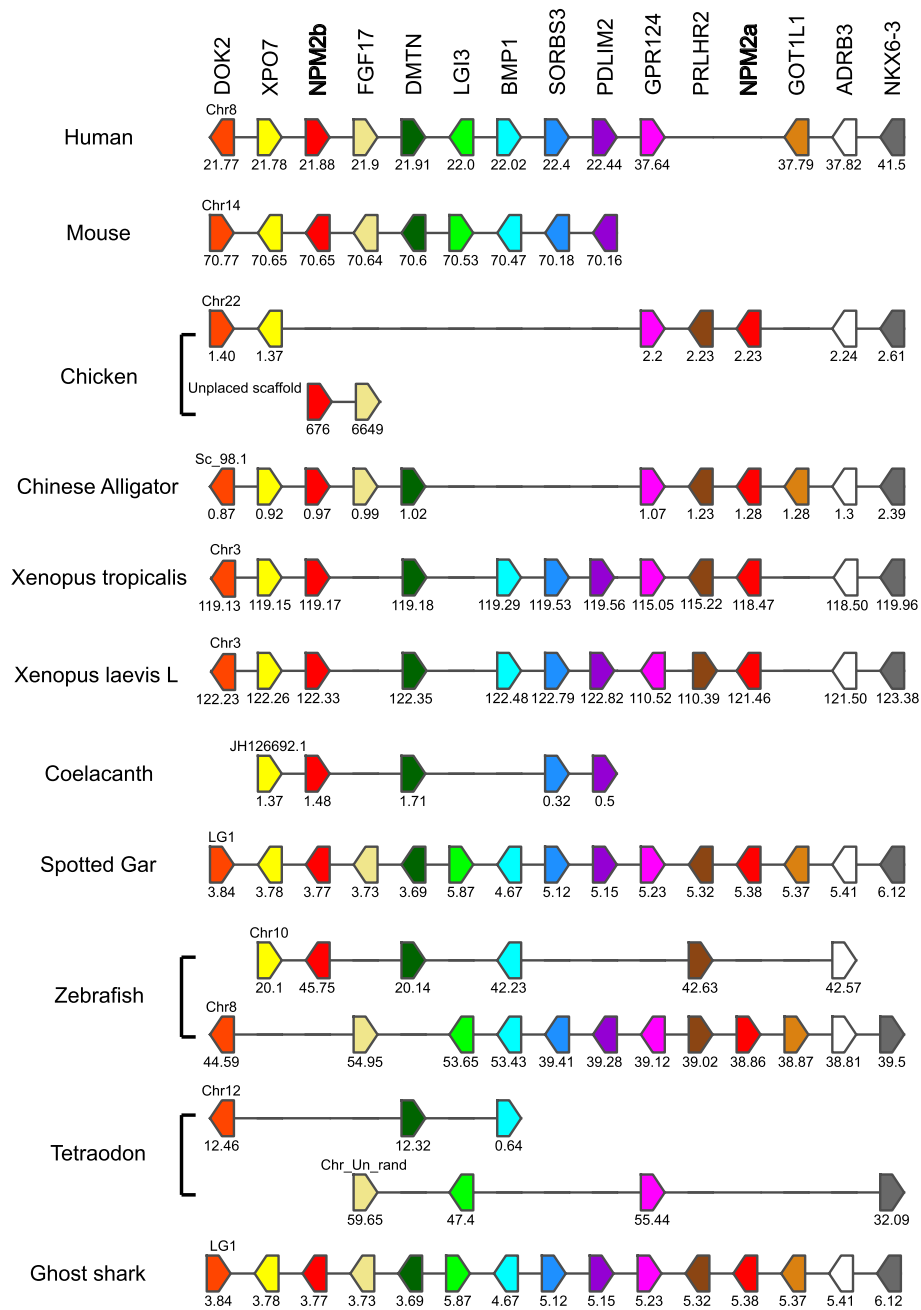 DOK2 XPO7 NPM2b FGF17 DMTN LGI3 BMP1 SORBS3 PDLIM2 GPR124 PRLHR2 NPM2a GOT1L1 ADRB3 NKX6-3
Chr8
Human
21.77 21.78 21.88 21.9 21.91 22.0 22.02 22.4 22.44 37.64 37.79 37.82 41.5
Chr14
Mouse
70.77 70.65 70.65 70.64 70.6 70.53 70.47 70.18 70.16
Chr22
1.40 1.37 2.2 2.23 2.23 2.24 2.61
Chicken
Unplaced scaffold
676 6649
Sc_98.1
Chinese Alligator
0.87 0.92 0.97 0.99 1.02 1.07 1.23 1.28 1.28 1.3 2.39
Chr3
Xenopus tropicalis
119.13 119.15 119.17 119.18 119.29 119.53 119.56 115.05 115.22 118.47 118.50 119.96
Chr3
Xenopus laevis L
122.23 122.26 122.33 122.35 122.48 122.79 122.82 110.52 110.39 121.46 121.50 123.38
JH126692.1
Coelacanth
1.37 1.48 1.71 0.32 0.5
LG1
Spotted Gar
3.84 3.78 3.77 3.73 3.69 5.87 4.67 5.12 5.15 5.23 5.32 5.38 5.37 5.41 6.12
Chr10
20.1 45.75 20.14 42.23 42.63 42.57
Zebrafish
Chr8
44.59 54.95 53.65 53.43 39.41 39.28 39.12 39.02 38.86 38.87 38.81 39.5
Chr12
12.46 12.32 0.64
Tetraodon
Chr_Un_rand
59.65 47.4 55.44 32.09
LG1
Ghost shark
3.84 3.78 3.77 3.73 3.69 5.87 4.67 5.12 5.15 5.23 5.32 5.38 5.37 5.41 6.12